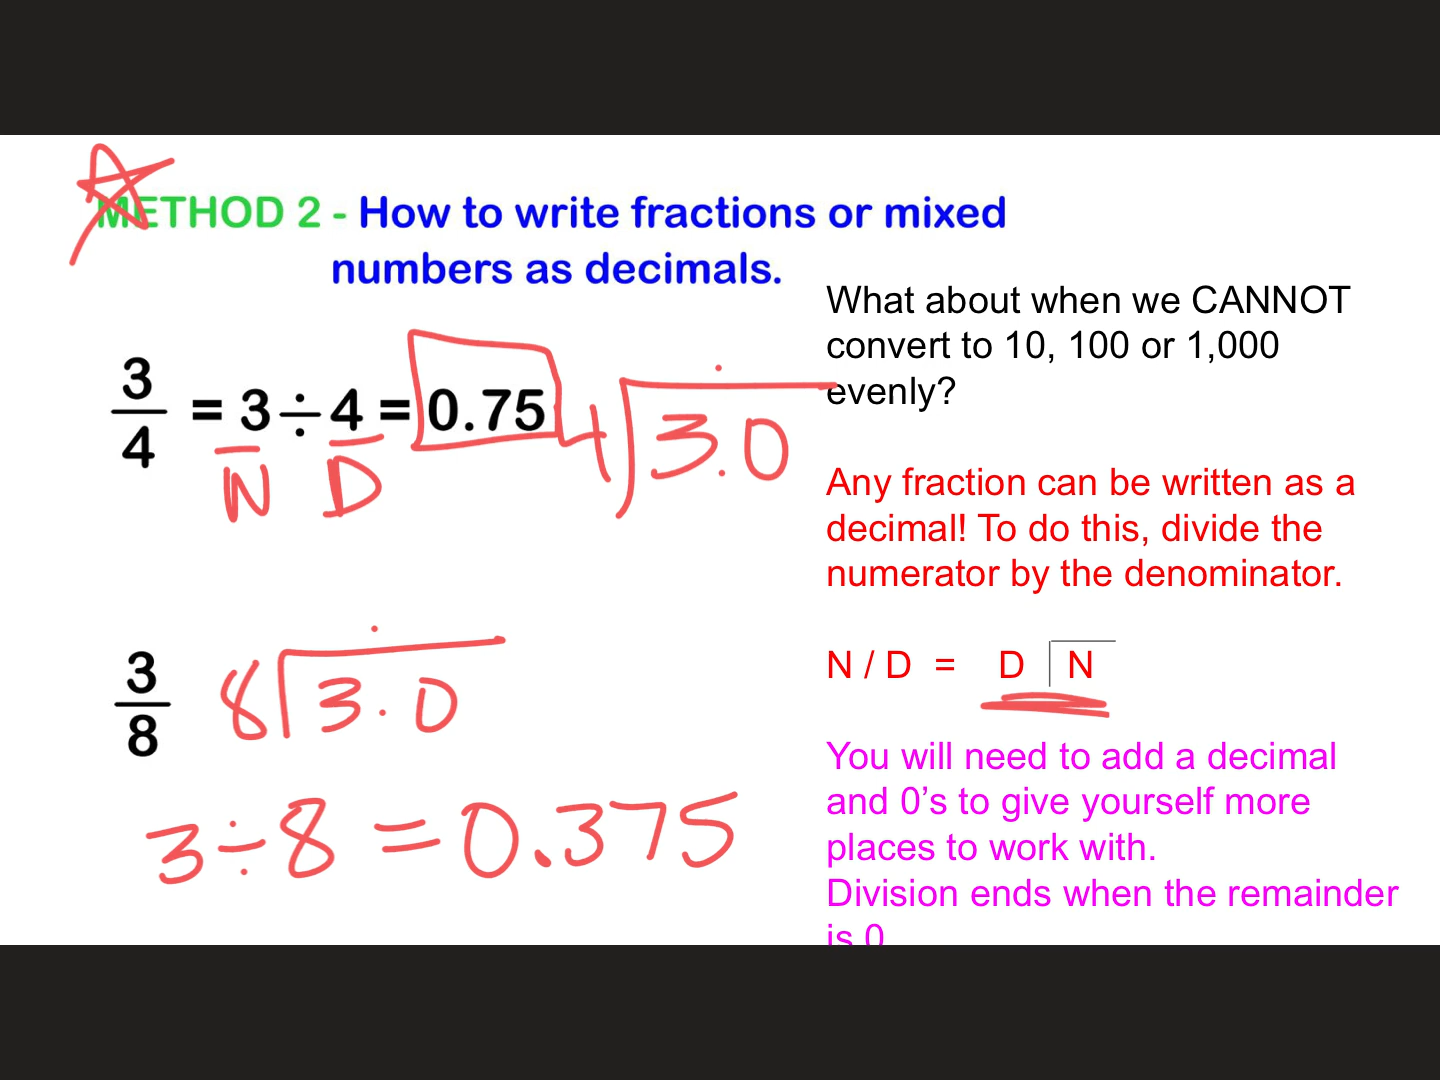 METHOD 2 - How to write fractions or mixed
numbers as decimals.
What about when we CANNOT
convert to 10, 100 or 1,000
evenly?
3/4 = 3 ÷ 4 = 0.75
4 3.0
N D
Any fraction can be written as a
decimal! To do this, divide the
numerator by the denominator.
N / D = D N
3/8 8 3.0
3 ÷ 8 = 0.375
You will need to add a decimal
and 0's to give yourself more
places to work with.
Division ends when the remainder
is 0